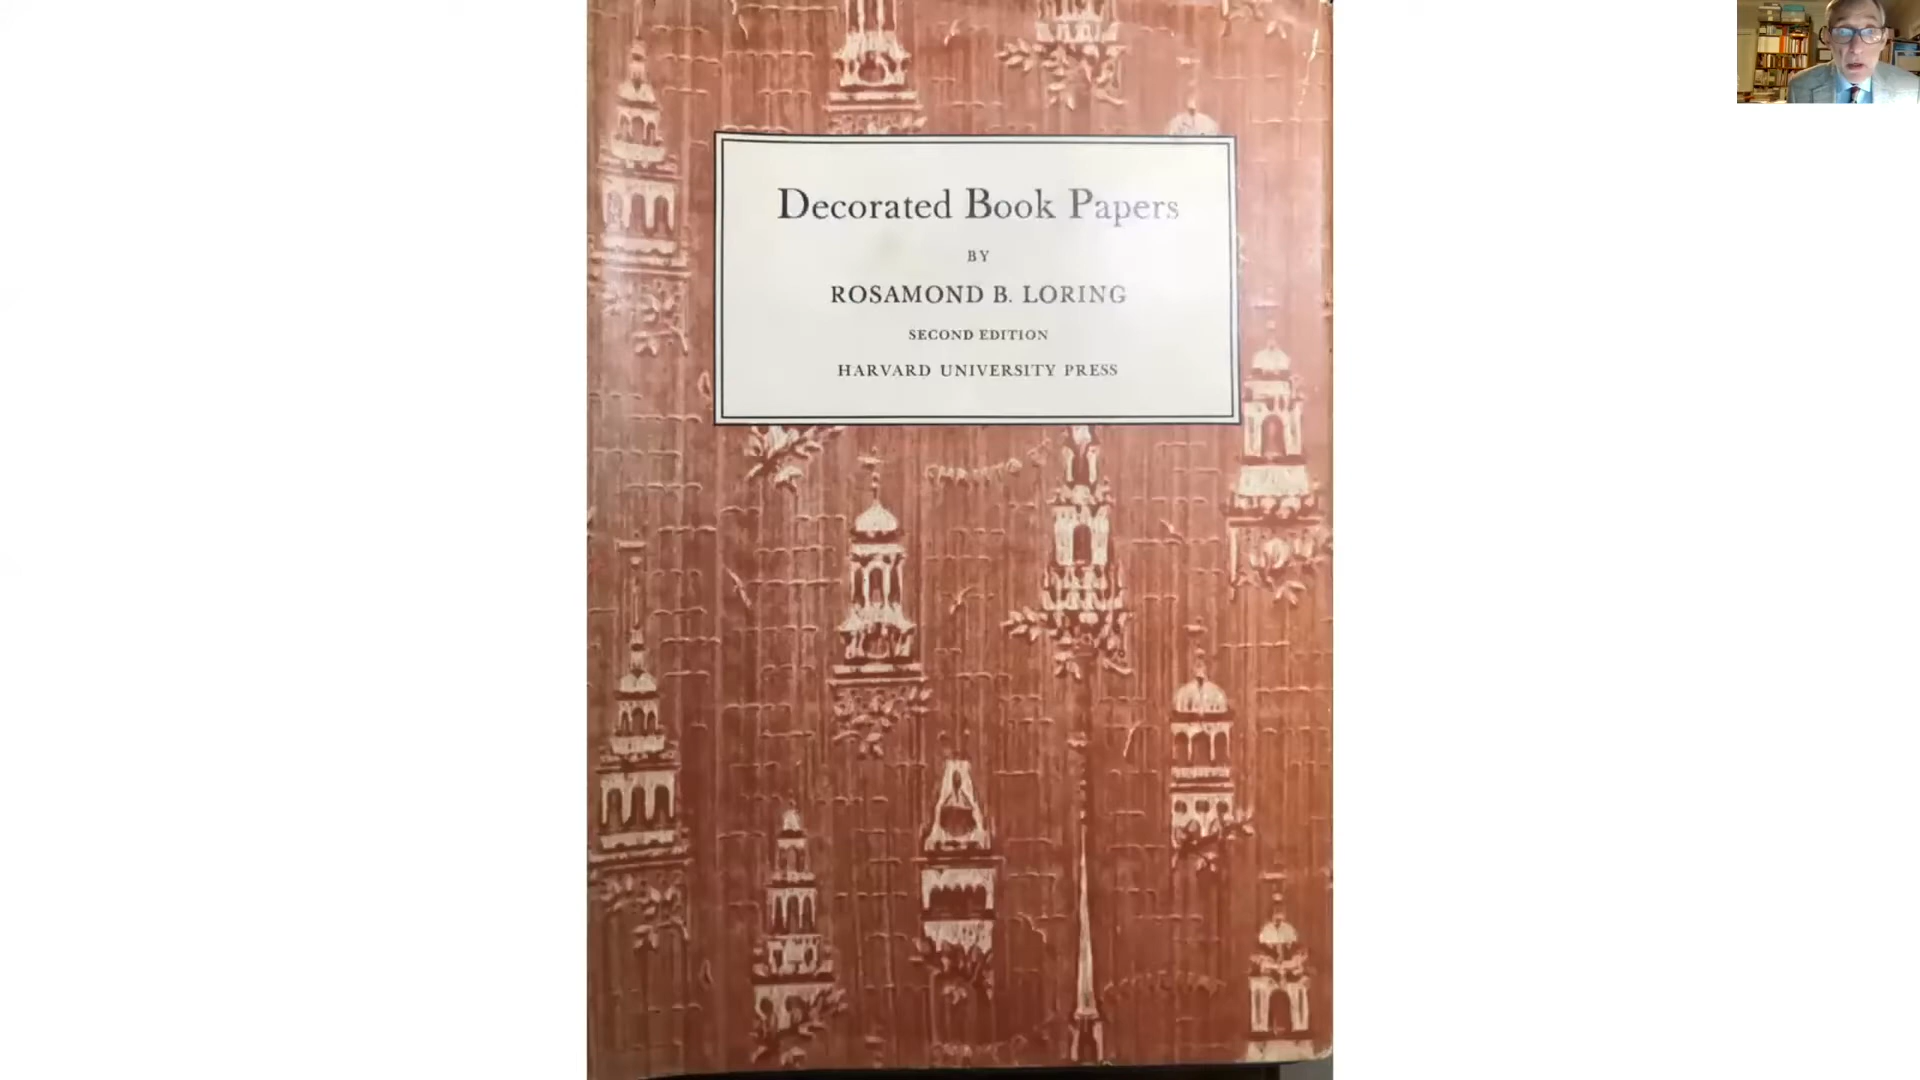 Decorated Book Papers
BY
ROSAMOND B. LORING
SECOND EDITION
HARVARD UNIVERSITY PRESS